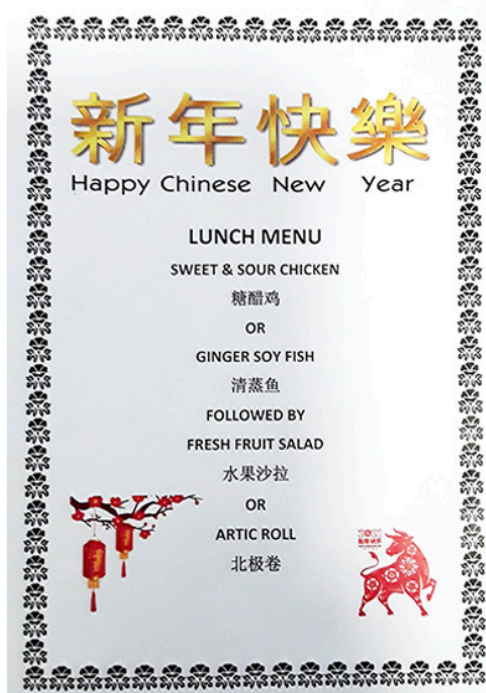 新年快樂
Happy Chinese New Year
LUNCH MENU
SWEET & SOUR CHICKEN
糖醋鸡
OR
GINGER SOY FISH
清蒸鱼
FOLLOWED BY
FRESH FRUIT SALAD
水果沙拉
OR
ARTIC ROLL
北极卷